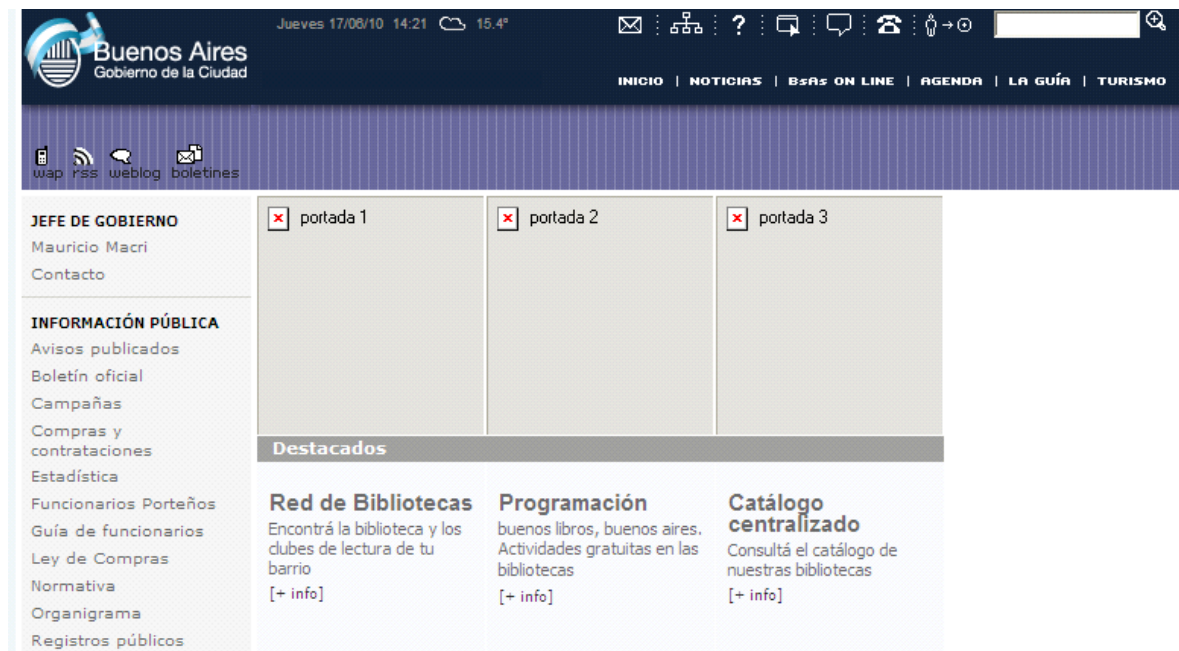 Buenos Aires
Gobierno de la Ciudad
Jueves 17/06/10 14:21 15.4°
INICIO | NOTICIAS | BsAs ON LINE | AGENDA | LA GUÍA | TURISMO
wap rss weblog boletines
JEFE DE GOBIERNO
Mauricio Macri
Contacto
INFORMACIÓN PÚBLICA
Avisos publicados
Boletín oficial
Campañas
Compras y
contrataciones
Estadística
Funcionarios Porteños
Guía de funcionarios
Ley de Compras
Normativa
Organigrama
Registros públicos
portada 1
portada 2
portada 3
Destacados
Red de Bibliotecas
Encontrá la biblioteca y los
clubes de lectura de tu
barrio
[+ info]
Programación
buenos libros, buenos aires.
Actividades gratuitas en las
bibliotecas
[+ info]
Catálogo
centralizado
Consultá el catálogo de
nuestras bibliotecas
[+ info]